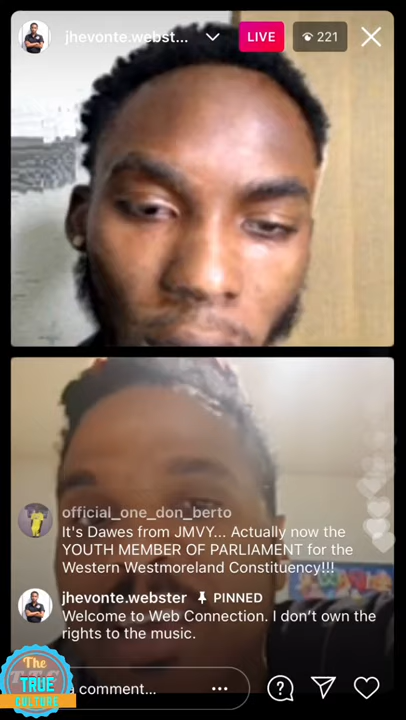 jhevonte.webst...
LIVE
221
official_one_don_berto
It's Dawes from JMVY... Actually now the
YOUTH MEMBER OF PARLIAMENT for the
Western Westmoreland Constituency!!!
jhevonte.webster PINNED
Welcome to Web Connection. I don't own the
rights to the music.
The
TRUE
CULTURE
a comment...